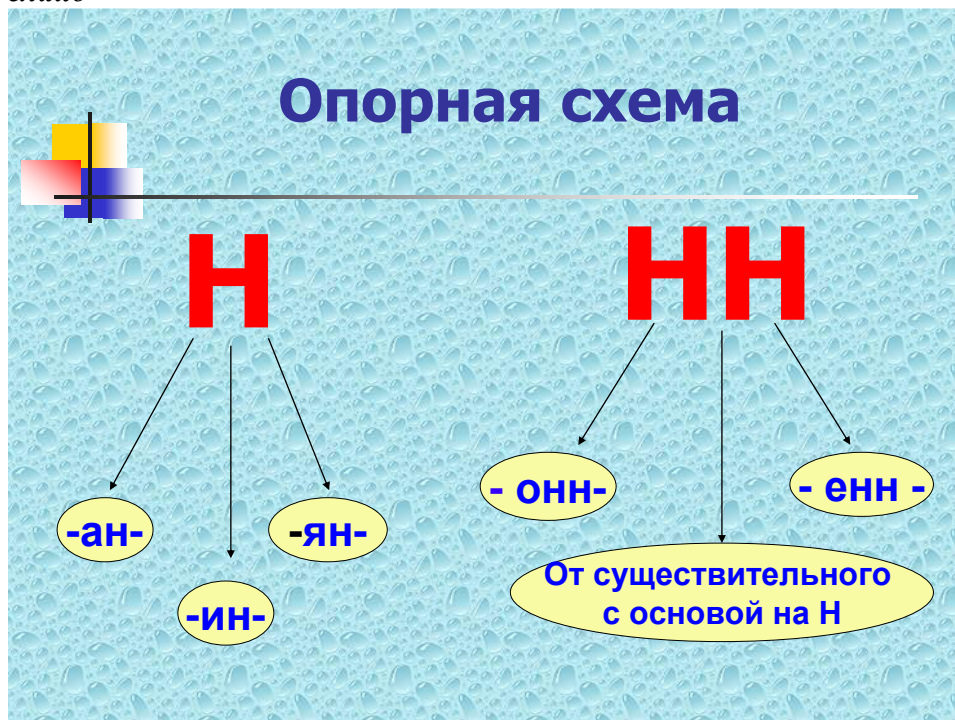 Опорная схема
Н
НН
-ан-
-ин-
-ян-
- онн-
От существительного
с основой на Н
- енн -